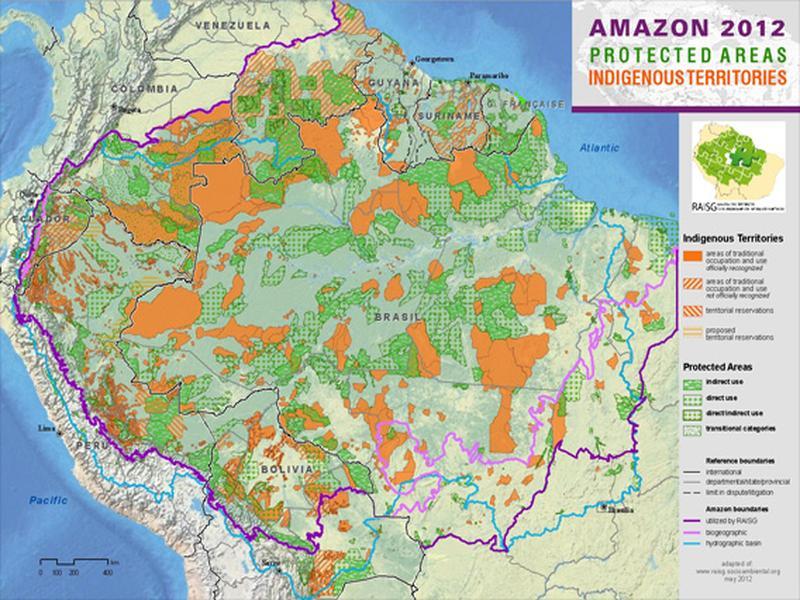 AMAZON 2012
PROTECTED AREAS
INDIGENOUS TERRITORIES
VENEZUELA
Georgetown
COLOMBIA
GUYANA
Paramaribo
Bogota
SURINAME
FRANÇAISE
Atlantic
ECUADOR
BRASIL
Lima
PERU
BOLIVIA
Pacific
Brasilia
Sucre
km
0 100 200 400
RAISG
Indigenous Territories
areas of traditional
occupation and use
officially recognized
areas of traditional
occupation and use
not officially recognized
territorial reservations
proposed
territorial reservations
Protected Areas
indirect use
direct use
direct/indirect use
transitional categories
Reference boundaries
international
departmental/state/provincial
limit in dispute/litigation
Amazon boundaries
utilized by RAISG
biogeographic
hydrographic basin
adapted of:
www.raisg.socioambiental.org
may 2012